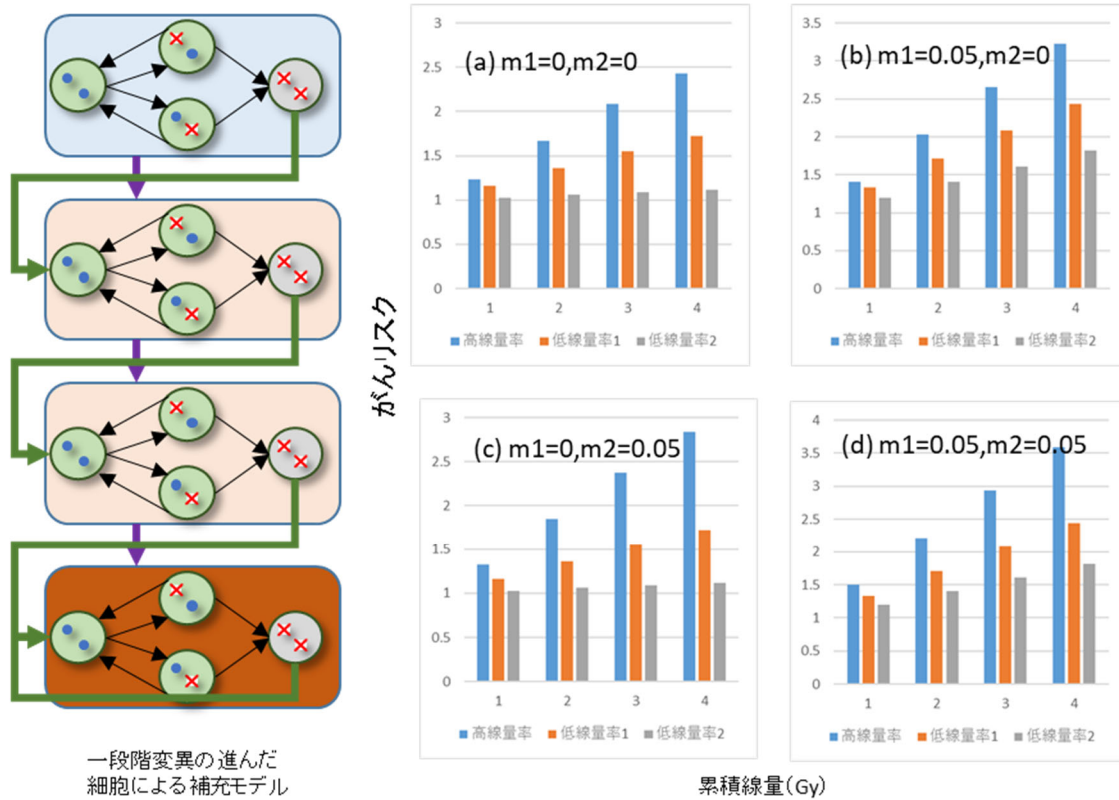 (a) m1=0,m2=0
3
2.5
2
1.5
1
0.5
0
1 2 3 4
高線量率 低線量率1 低線量率2
(b) m1=0.05,m2=0
3.5
3
2.5
2
1.5
1
0.5
0
1 2 3 4
高線量率 低線量率1 低線量率2
がんリスク
(c) m1=0,m2=0.05
3
2.5
2
1.5
1
0.5
0
1 2 3 4
高線量率 低線量率1 低線量率2
(d) m1=0.05,m2=0.05
4
3.5
3
2.5
2
1.5
1
0.5
0
1 2 3 4
高線量率 低線量率1 低線量率2
一段階変異の進んだ
細胞による補充モデル
累積線量(Gy)